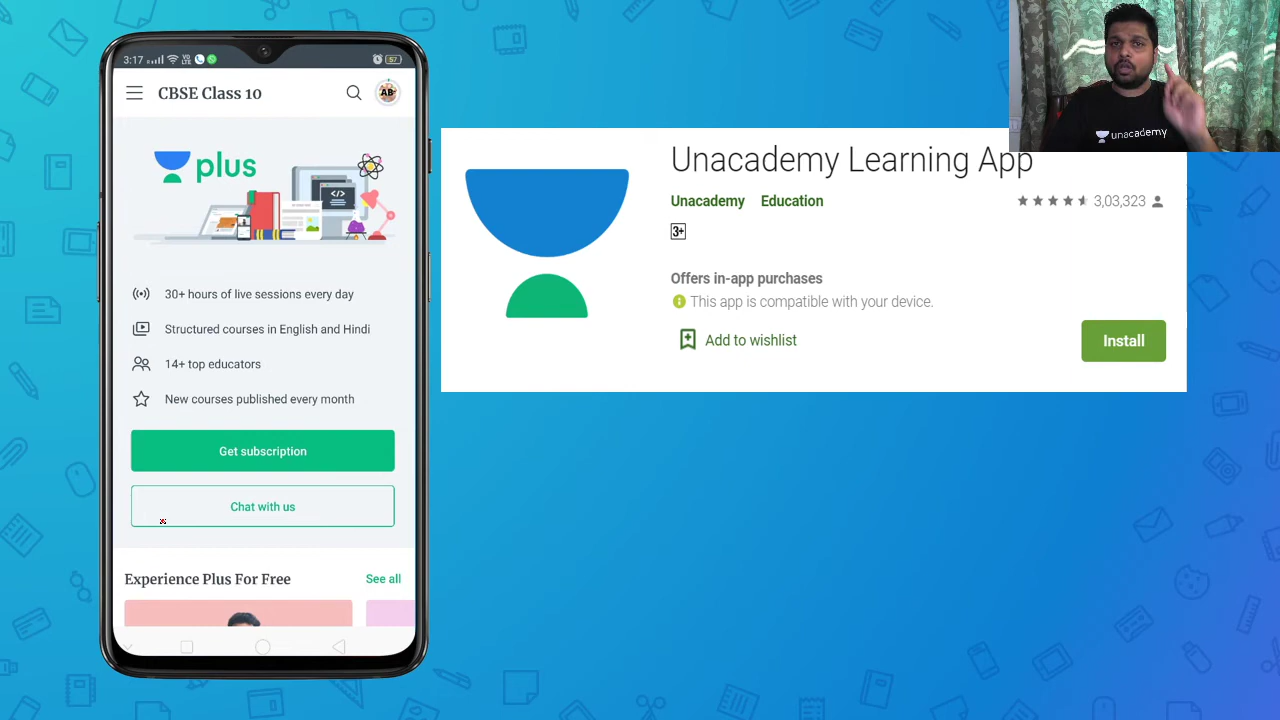 3:17
VO
LTE
57
CBSE Class 10
AB
plus
</>
30+ hours of live sessions every day
Structured courses in English and Hindi
14+ top educators
New courses published every month
Get subscription
Chat with us
Experience Plus For Free
See all
Unacademy Learning App
Unacademy Education
3,03,323
3+
Offers in-app purchases
This app is compatible with your device.
Add to wishlist
Install
unacademy